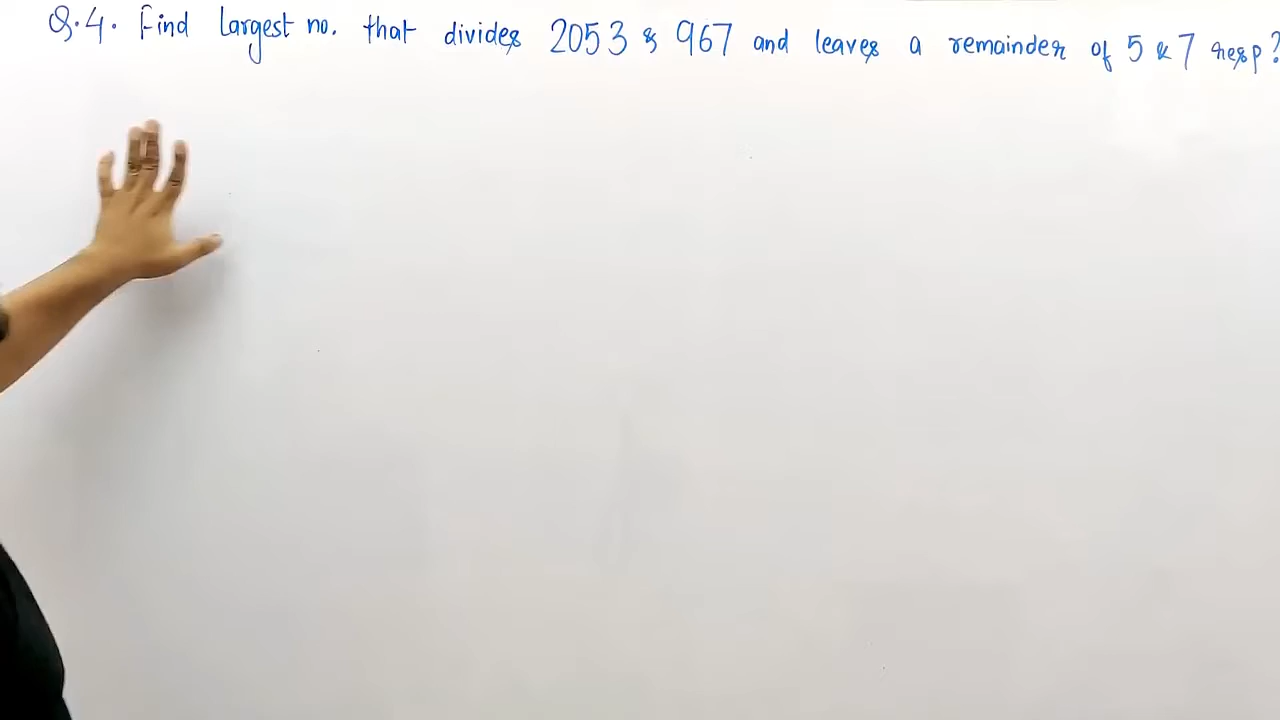 Q.4. Find largest no. that divides 2053 & 967 and leaves a remainder of 5 & 7 resp?